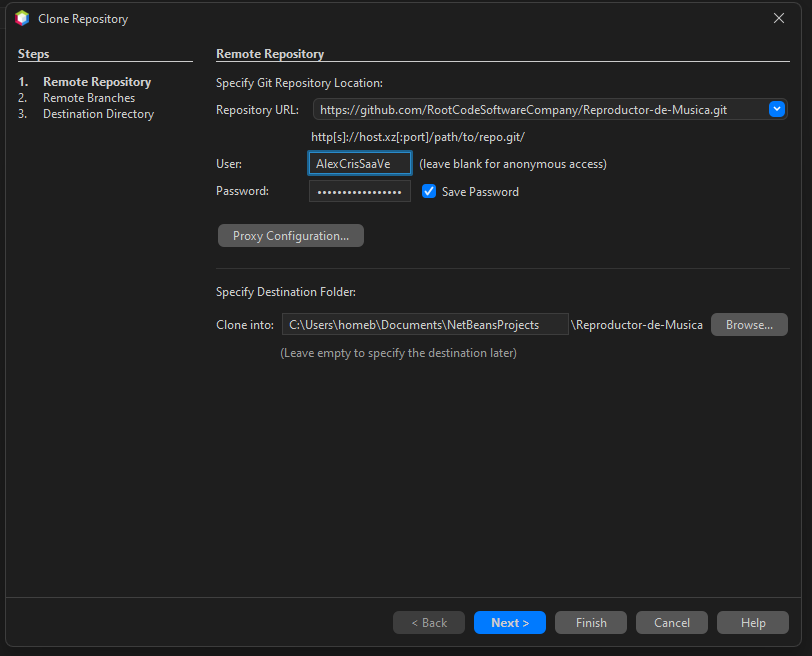 Clone Repository
Steps
1. Remote Repository
2. Remote Branches
3. Destination Directory
Remote Repository
Specify Git Repository Location:
Repository URL: https://github.com/RootCodeSoftwareCompany/Reproductor-de-Musica.git
http[s]://host.xz[:port]/path/to/repo.git/
User: AlexCrisSaaVe (leave blank for anonymous access)
Password: ••••••••••••••••• Save Password
Proxy Configuration...
Specify Destination Folder:
Clone into: C:\Users\homeb\Documents\NetBeansProjects \Reproductor-de-Musica Browse...
(Leave empty to specify the destination later)
< Back Next > Finish Cancel Help